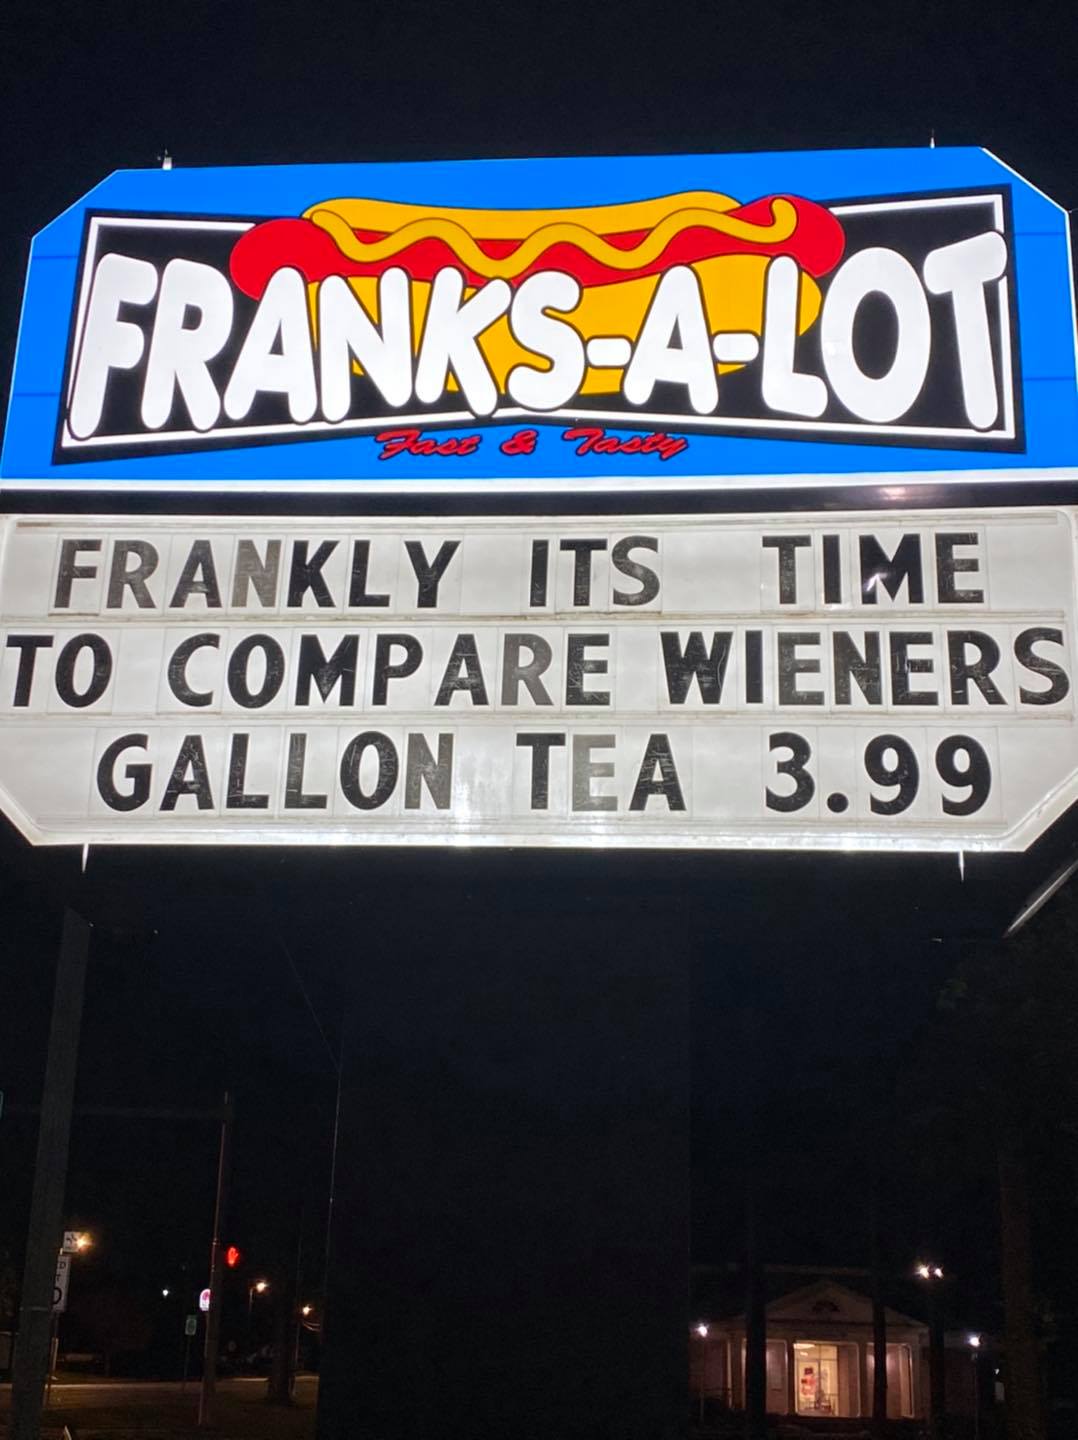 FRANKS-A-LOT
Fast & Tasty
FRANKLY ITS TIME
TO COMPARE WIENERS
GALLON TEA 3.99